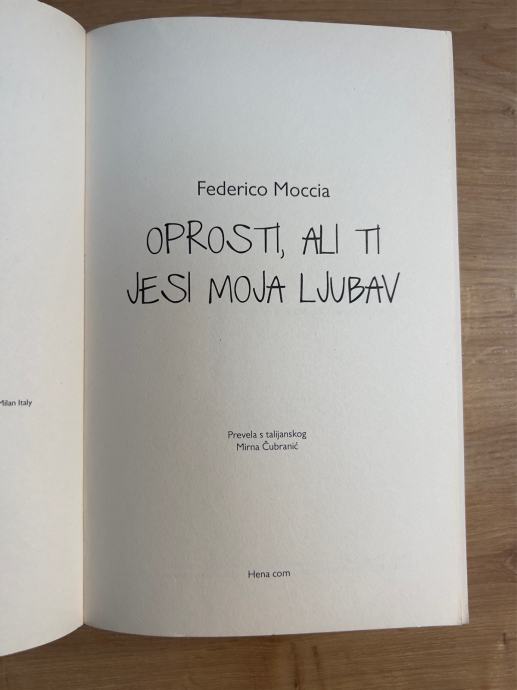 Milan Italy
Federico Moccia
OPROSTI, ALI TI
JESI MOJA LJUBAV
Prevela s talijanskog
Mirna Čubranić
Hena com